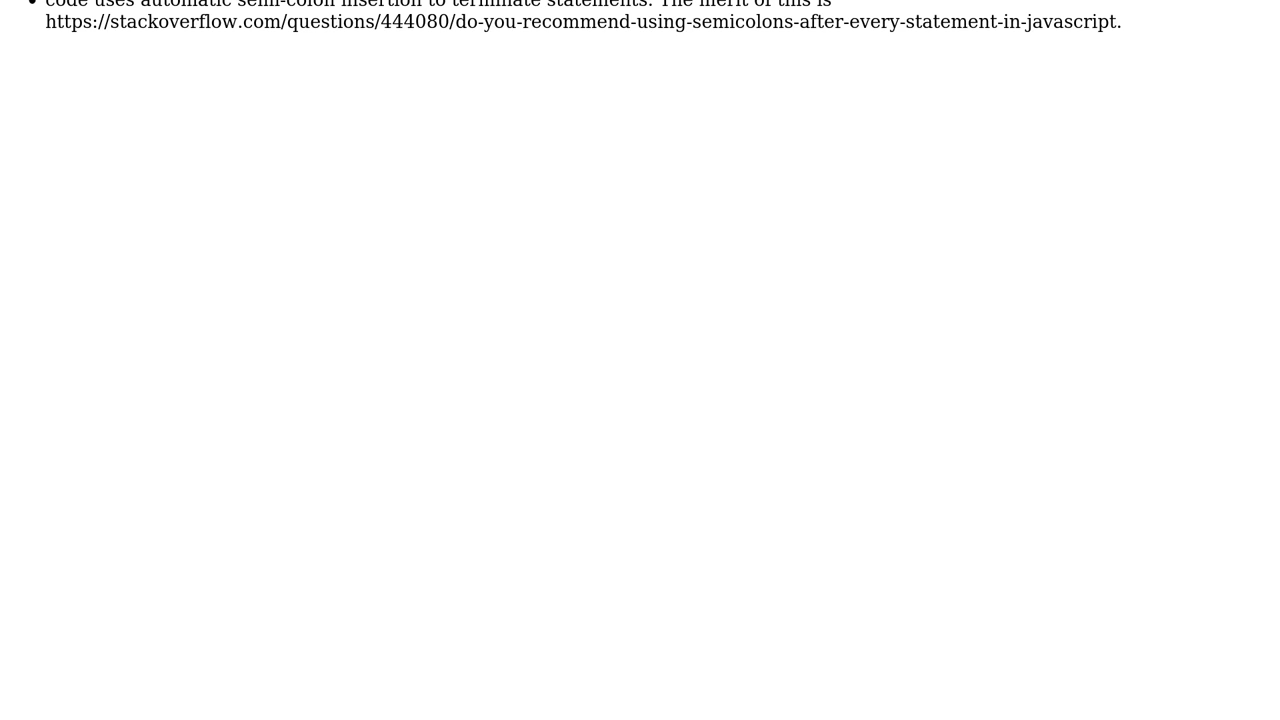 code uses automatic semi-colon insertion to terminate statements. The merit of this is
https://stackoverflow.com/questions/444080/do-you-recommend-using-semicolons-after-every-statement-in-javascript.